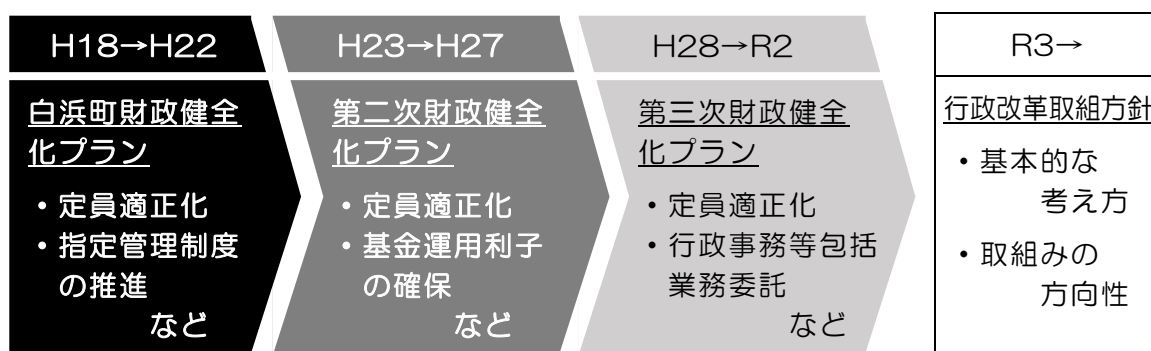 H18→H22
白浜町財政健全
化プラン
・定員適正化
・指定管理制度
の推進
など
H23→H27
第二次財政健全
化プラン
・定員適正化
・基金運用利子
の確保
など
H28→R2
第三次財政健全
化プラン
・定員適正化
・行政事務等包括
業務委託
など
R3→
行政改革取組方針
・基本的な
考え方
・取組みの
方向性